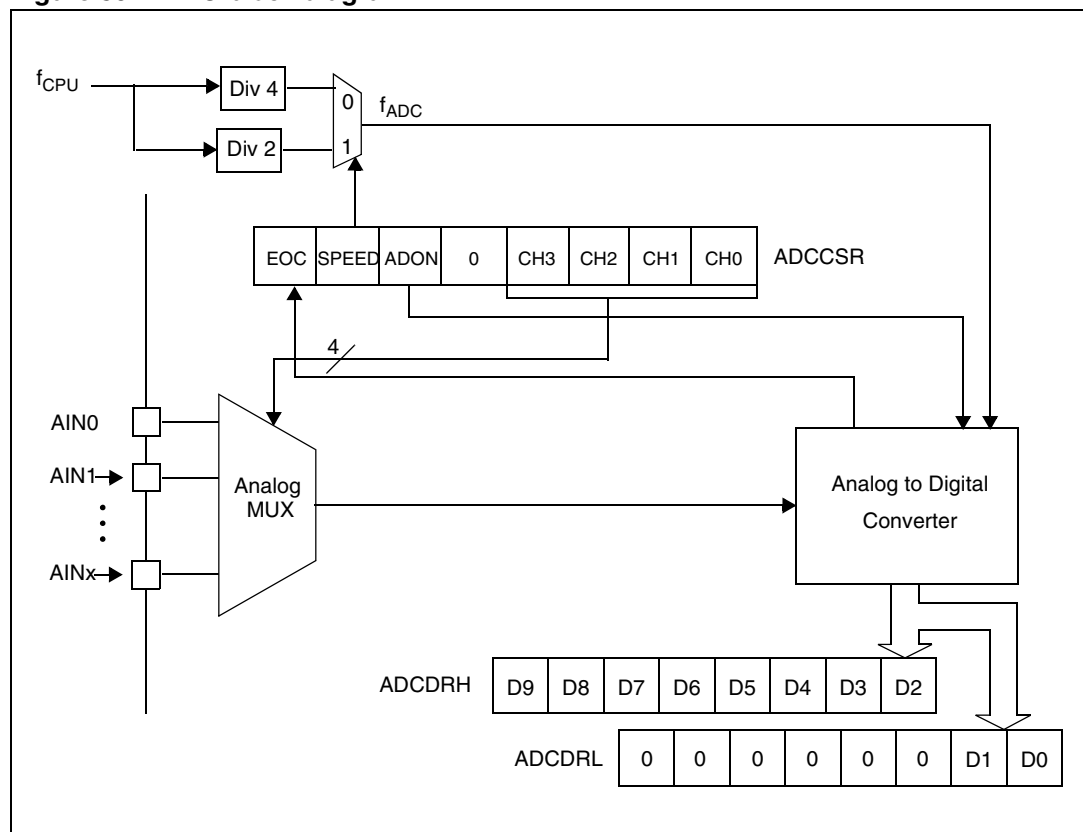 f_CPU
Div 4
0
f_ADC
Div 2
1
EOC SPEED ADON 0 CH3 CH2 CH1 CH0 ADCCSR
4
AIN0
AIN1
Analog
MUX
AINx
Analog to Digital
Converter
ADCDRH D9 D8 D7 D6 D5 D4 D3 D2
ADCDRL 0 0 0 0 0 0 D1 D0